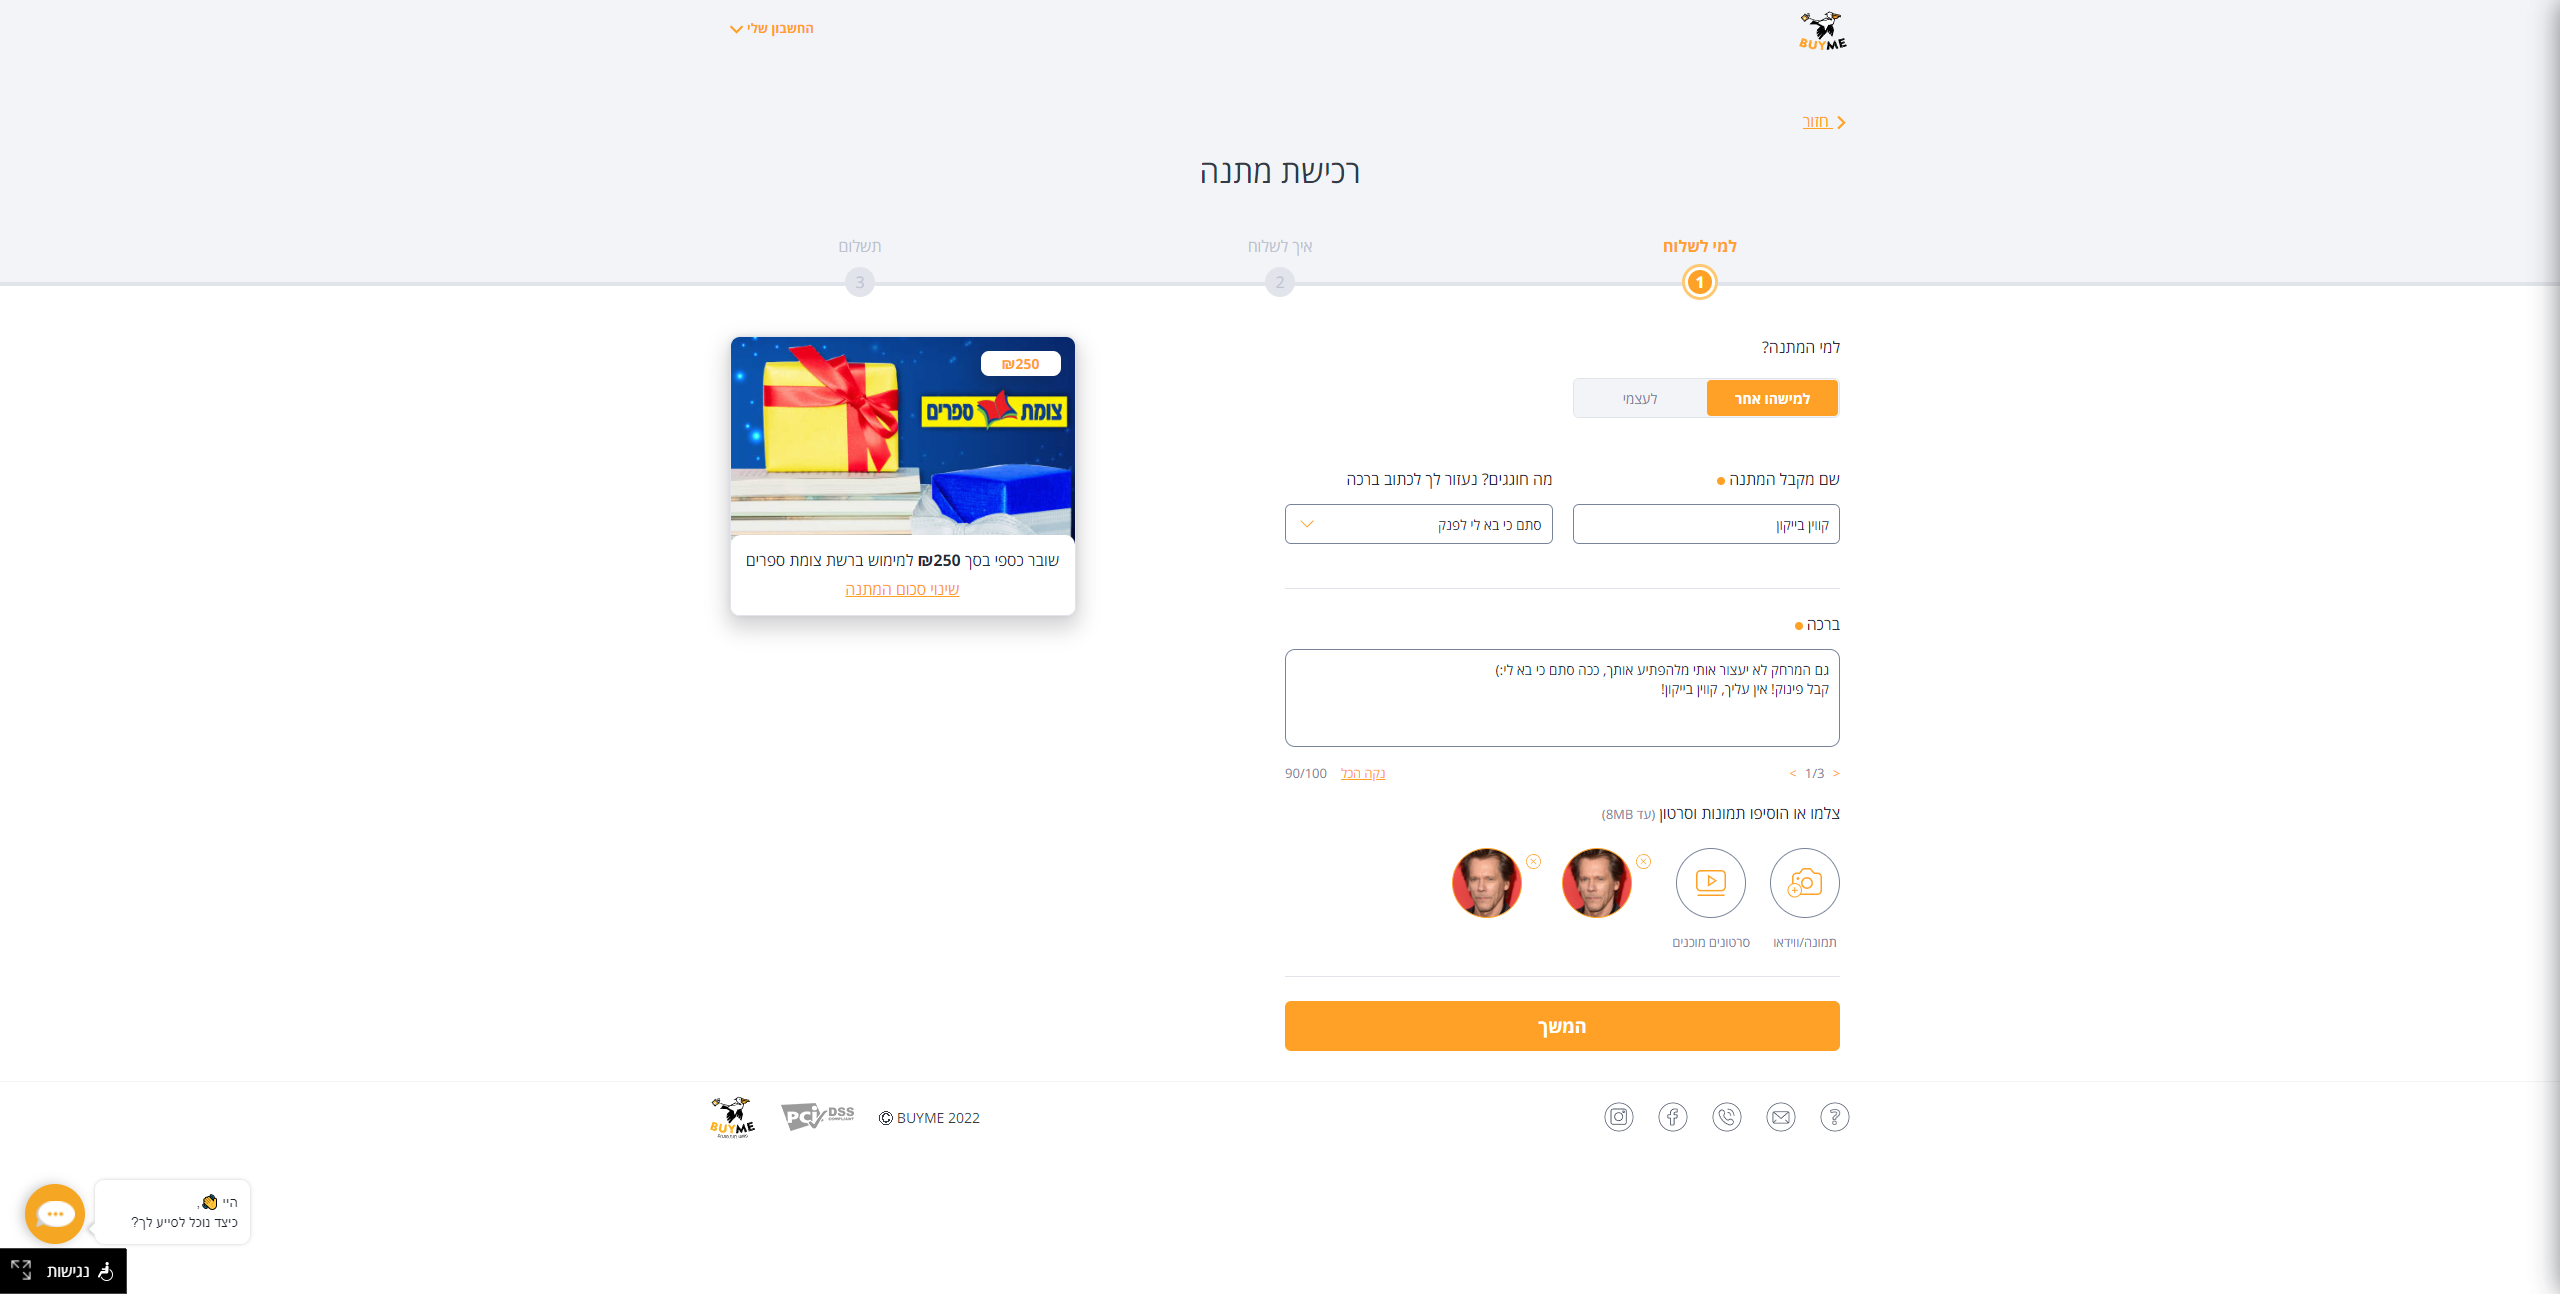 BUYME
החשבון שלי
חזור
רכישת מתנה
למי לשלוח
איך לשלוח
תשלום
1
2
3
למי המתנה?
למישהו אחר
לעצמי
שם מקבל המתנה
מה חוגגים? נעזור לך לכתוב ברכה
קווין בייקון
סתם כי בא לי לפנק
ברכה
גם המרחק לא יעצור אותי מלהפתיע אותך, ככה סתם כי בא לי:)
קבל פינוק! אין עליך, קווין בייקון!
< 1/3 >
נקה הכל
90/100
צלמו או הוסיפו תמונות וסרטון (עד 8MB)
תמונה/ווידאו
סרטונים מוכנים
המשך
₪250
צומת ספרים
שובר כספי בסך ₪250 למימוש ברשת צומת ספרים
שינוי סכום המתנה
© BUYME 2022
PCI DSS
COMPLIANT
BUYME
היי 👋,
כיצד נוכל לסייע לך?
נגישות